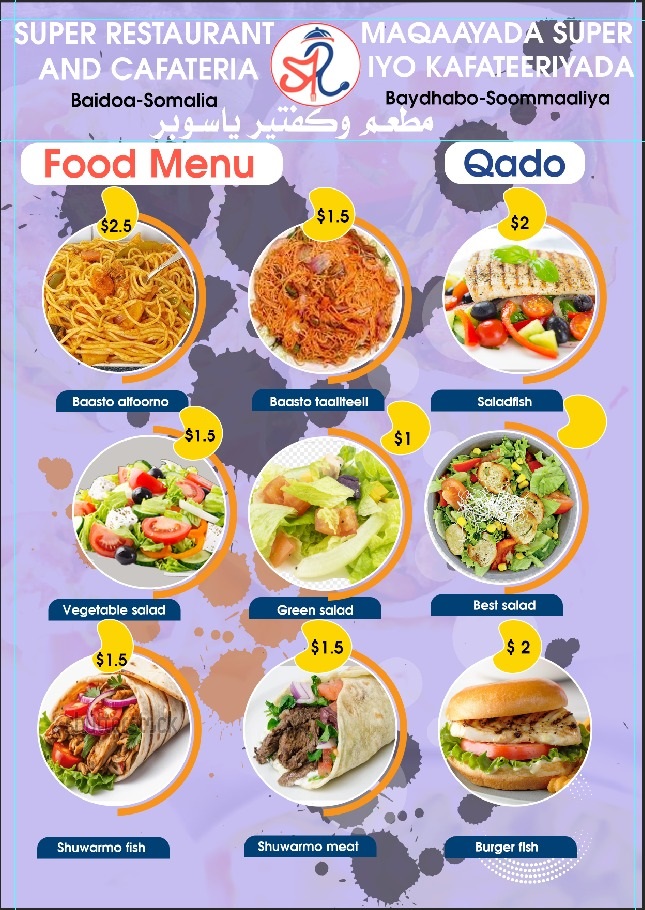 SUPER RESTAURANT
AND CAFATERIA
Baidoa-Somalia
MAQAAYADA SUPER
IYO KAFATEERIYADA
Baydhabo-Soommaaliya
مطعم وكفتير ياسوبر
Food Menu
Qado
$2.5
$1.5
$2
Baasto alfoorno
Baasto taaliteeli
Saladfish
$1.5
$1
Vegetable salad
Green salad
Best salad
$1.5
$1.5
$ 2
Shuwarmo fish
Shuwarmo meat
Burger fish